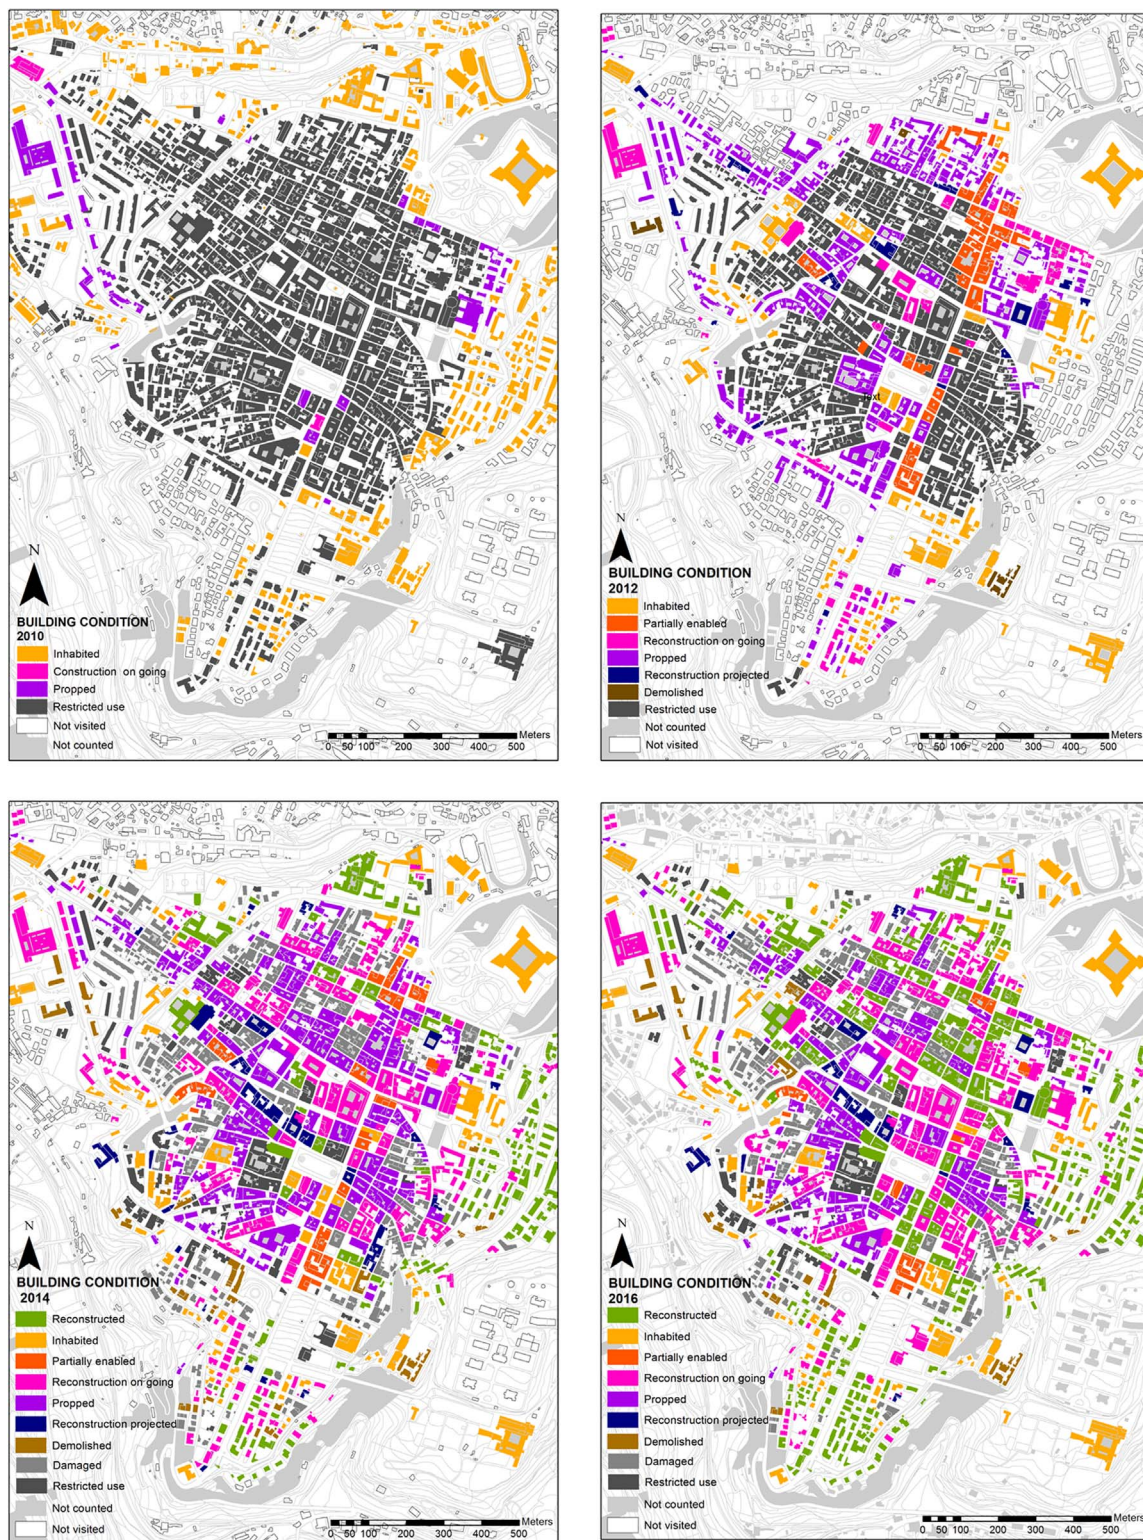 N
BUILDING CONDITION
2010
Inhabited
Construction on going
Propped
Restricted use
Not visited
Not counted
0 50 100 200 300 400 500 Meters
Text
N
BUILDING CONDITION
2012
Inhabited
Partially enabled
Reconstruction on going
Propped
Reconstruction projected
Demolished
Restricted use
Not counted
Not visited
0 50 100 200 300 400 500 Meters
N
BUILDING CONDITION
2014
Reconstructed
Inhabited
Partially enabled
Reconstruction on going
Propped
Reconstruction projected
Demolished
Damaged
Restricted use
Not counted
Not visited
0 50 100 200 300 400 500 Meters
N
BUILDING CONDITION
2016
Reconstructed
Inhabited
Partially enabled
Reconstruction on going
Propped
Reconstruction projected
Demolished
Damaged
Restricted use
Not counted
Not visited
0 50 100 200 300 400 500 Meters